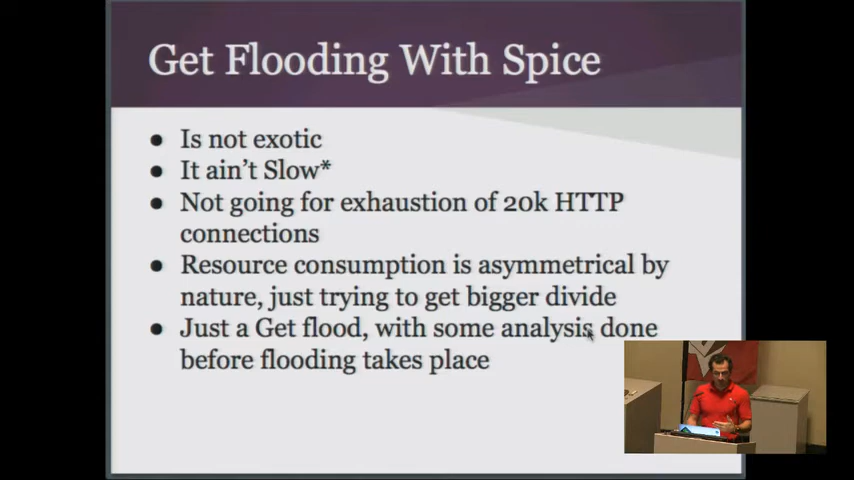 Get Flooding With Spice
● Is not exotic
● It ain't Slow*
● Not going for exhaustion of 20k HTTP
connections
● Resource consumption is asymmetrical by
nature, just trying to get bigger divide
● Just a Get flood, with some analysis done
before flooding takes place